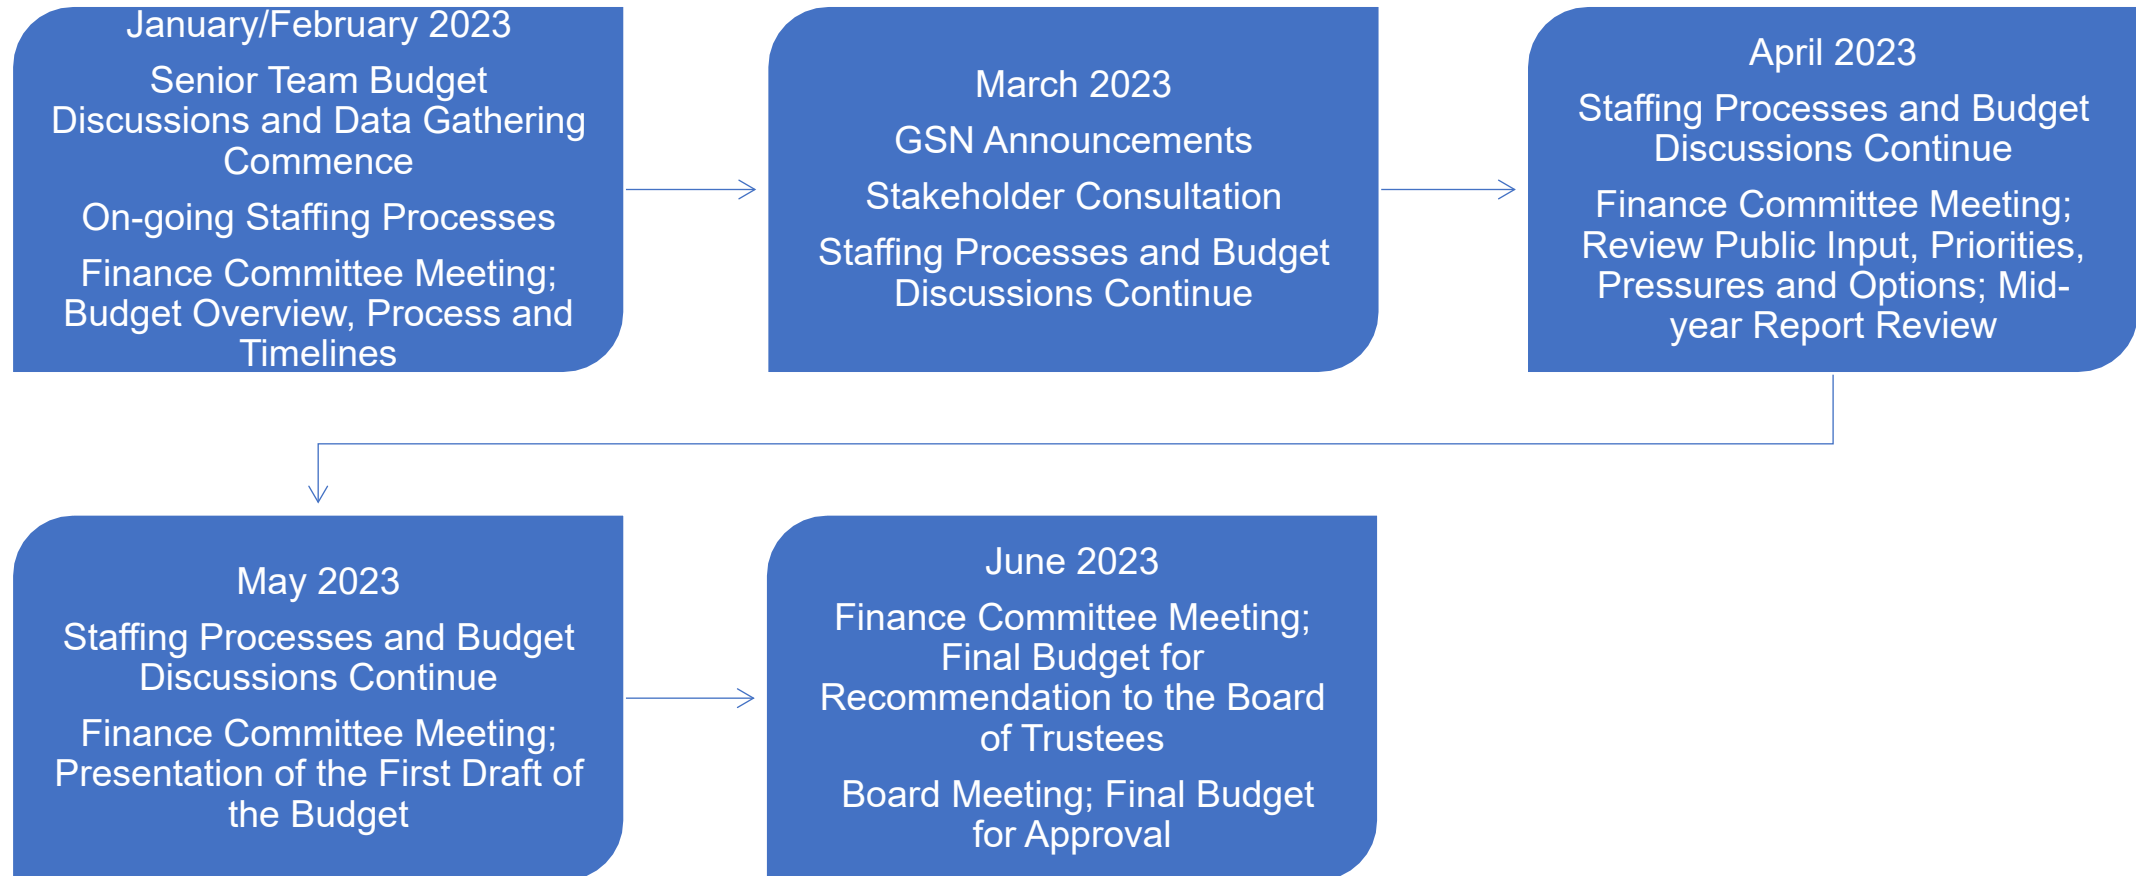 January/February 2023
Senior Team Budget
Discussions and Data Gathering
Commence
On-going Staffing Processes
Finance Committee Meeting;
Budget Overview, Process and
Timelines
March 2023
GSN Announcements
Stakeholder Consultation
Staffing Processes and Budget
Discussions Continue
April 2023
Staffing Processes and Budget
Discussions Continue
Finance Committee Meeting;
Review Public Input, Priorities,
Pressures and Options; Mid-
year Report Review
May 2023
Staffing Processes and Budget
Discussions Continue
Finance Committee Meeting;
Presentation of the First Draft of
the Budget
June 2023
Finance Committee Meeting;
Final Budget for
Recommendation to the Board
of Trustees
Board Meeting; Final Budget
for Approval